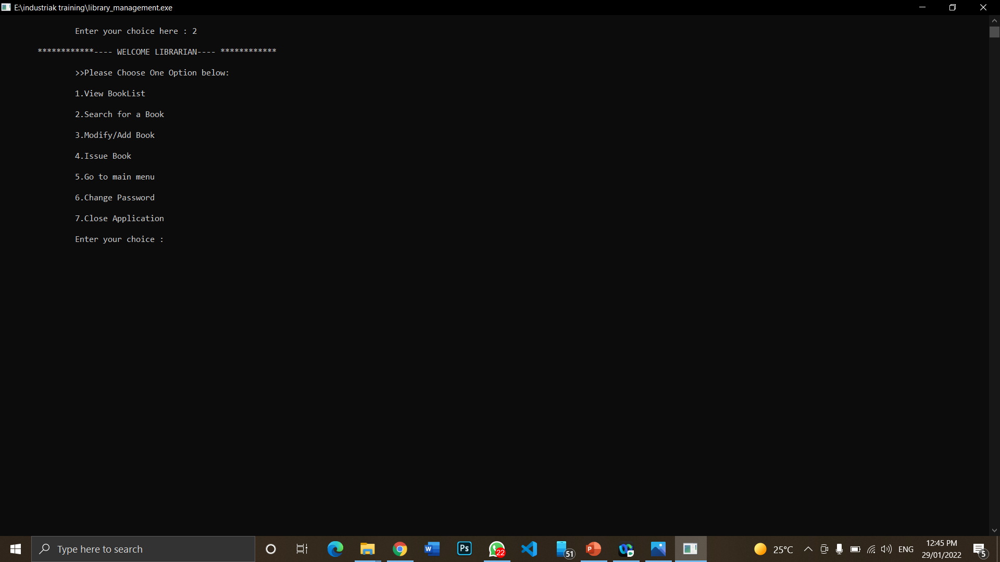 E:\industriak training\library_management.exe
Enter your choice here : 2
************---- WELCOME LIBRARIAN---- ************
>>Please Choose One Option below:
1.View BookList
2.Search for a Book
3.Modify/Add Book
4.Issue Book
5.Go to main menu
6.Change Password
7.Close Application
Enter your choice :
Type here to search
W
Ps
22
51
P
25°C
ENG
12:45 PM
29/01/2022
5